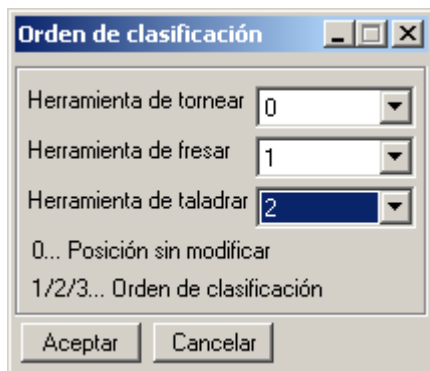 Orden de clasificación
Herramienta de tornear 0
Herramienta de fresar 1
Herramienta de taladrar 2
0... Posición sin modificar
1/2/3... Orden de clasificación
Aceptar Cancelar